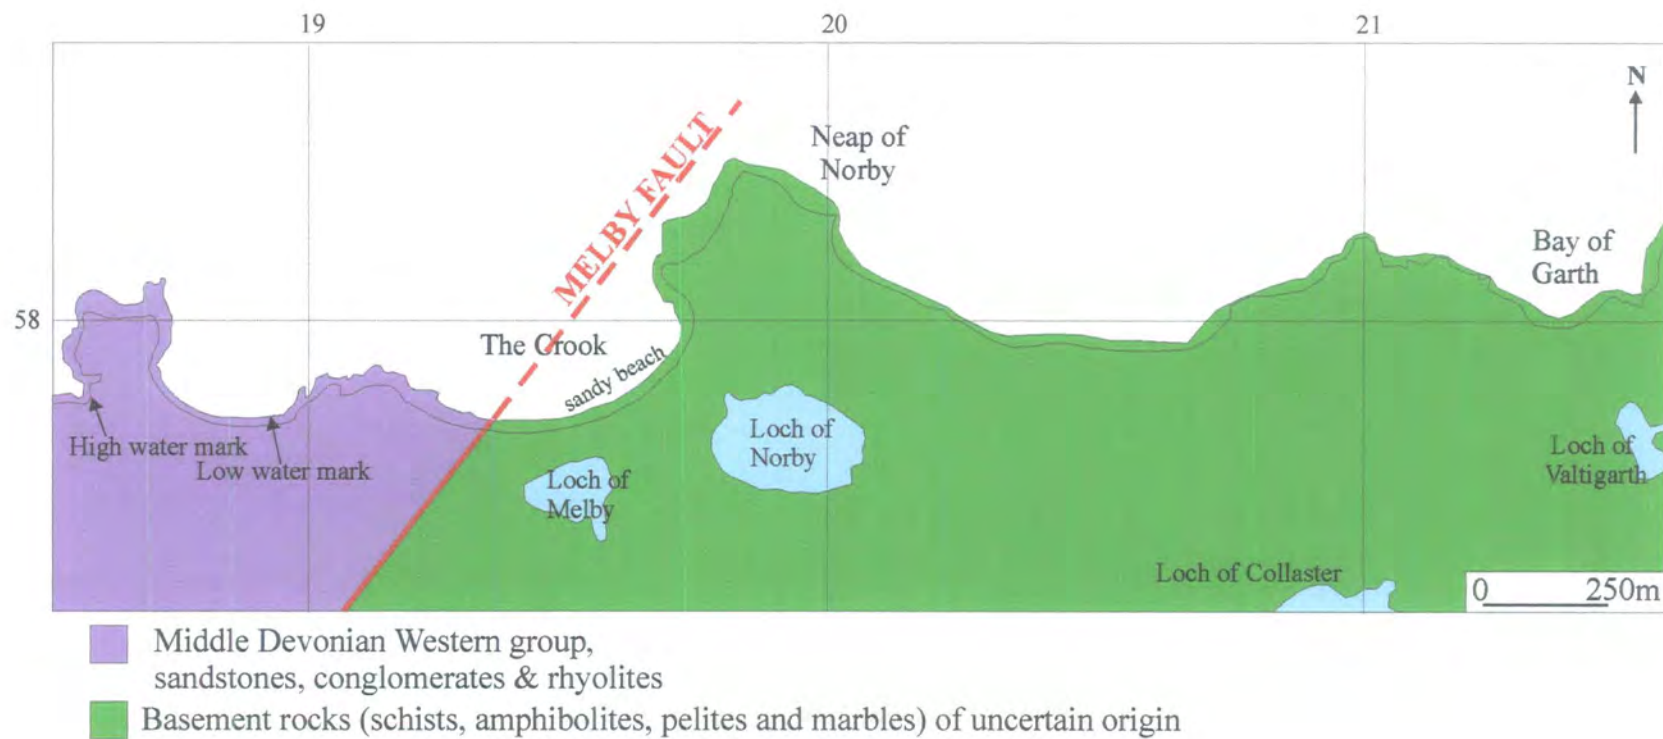 19 20 21
N
MELBY FAULT
Neap of
Norby
Bay of
Garth
58
The Crook
sandy beach
High water mark
Low water mark
Loch of
Melby
Loch of
Norby
Loch of
Valtigarth
Loch of Collaster
0 250m
Middle Devonian Western group,
sandstones, conglomerates & rhyolites
Basement rocks (schists, amphibolites, pelites and marbles) of uncertain origin